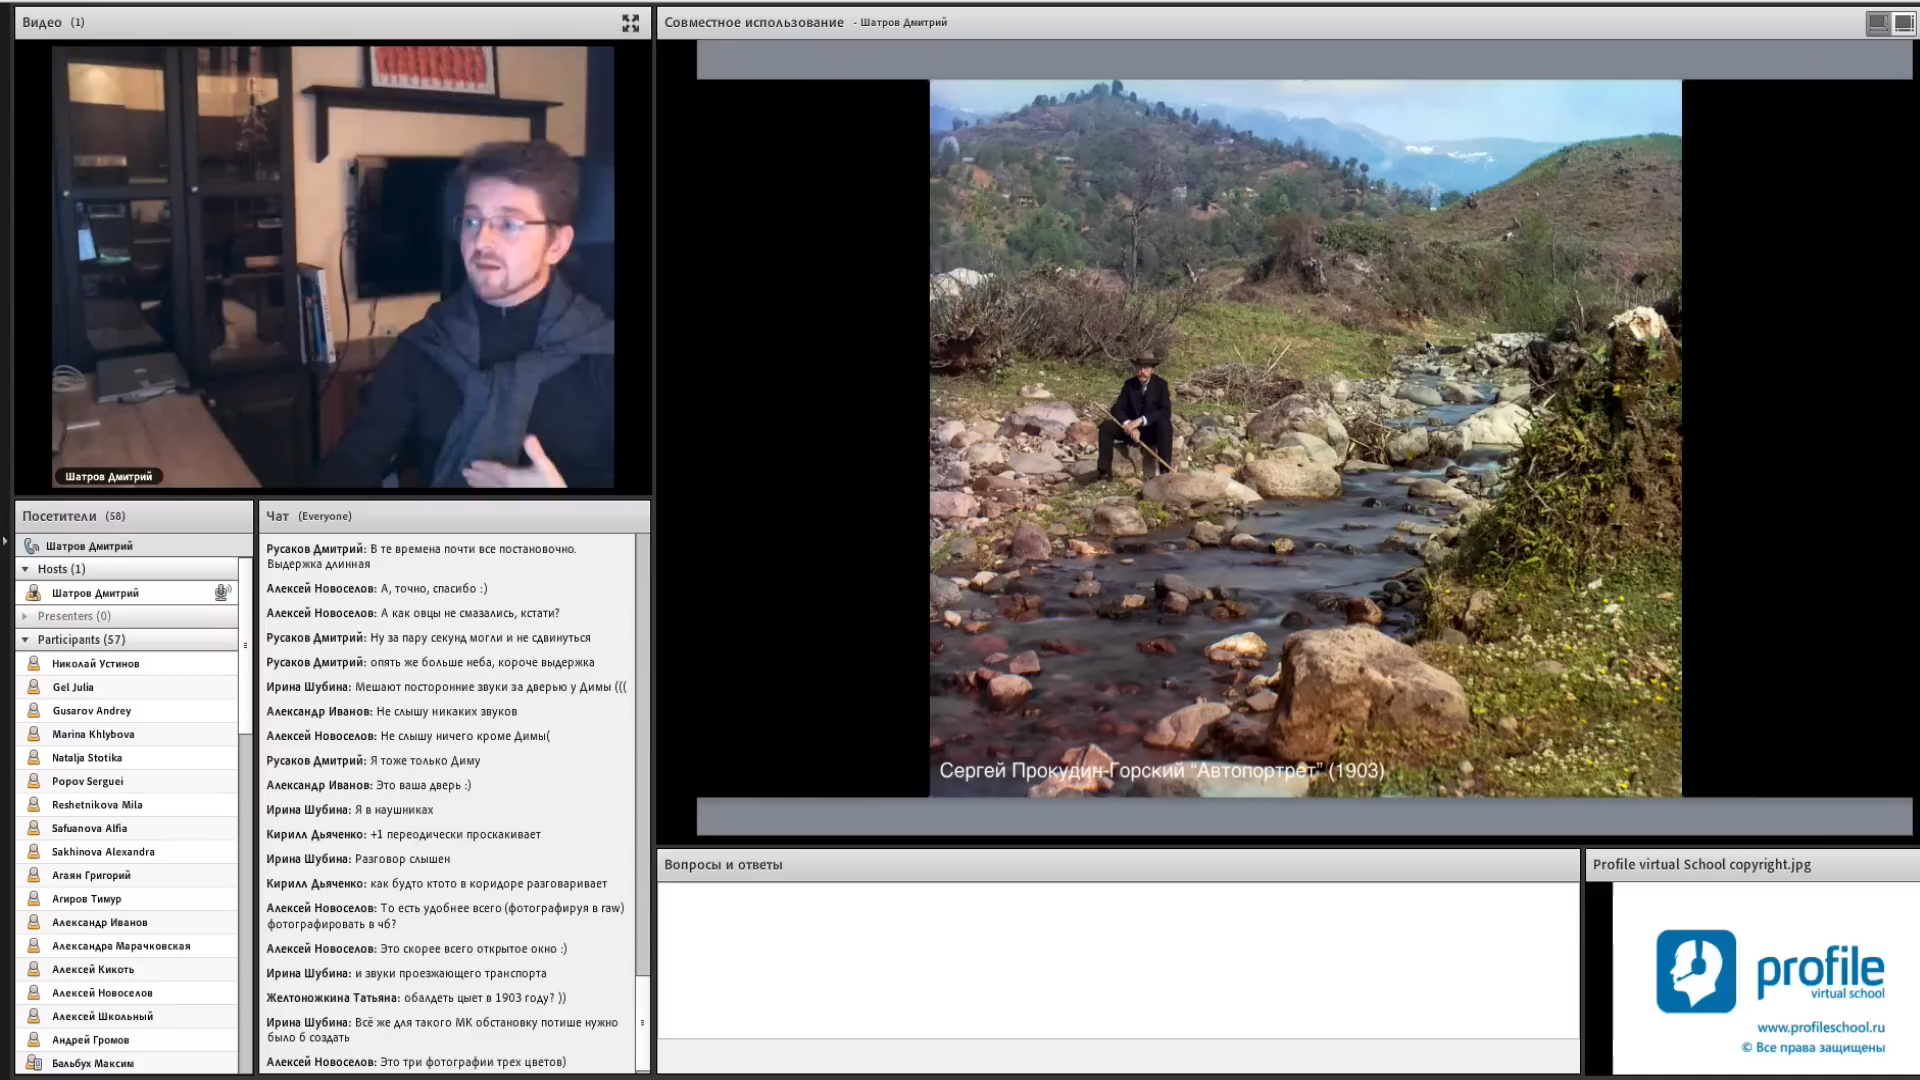 Видео (1)
Шатров Дмитрий
Посетители (58)
Шатров Дмитрий
Hosts (1)
Шатров Дмитрий
Presenters (0)
Participants (57)
Николай Устинов
Gel Julia
Gusarov Andrey
Marina Khlybova
Natalja Stotika
Popov Serguei
Reshetnikova Mila
Safuanova Alfia
Sakhinova Alexandra
Агаян Григорий
Агиров Тимур
Александр Иванов
Александра Марачковская
Алексей Кикоть
Алексей Новоселов
Алексей Школьный
Андрей Громов
Бальбух Максим
Чат (Everyone)
Русаков Дмитрий: В те времена почти все постановочно.
Выдержка длинная
Алексей Новоселов: А, точно, спасибо :)
Алексей Новоселов: А как овцы не смазались, кстати?
Русаков Дмитрий: Ну за пару секунд могли и не сдвинуться
Русаков Дмитрий: опять же больше неба, короче выдержка
Ирина Шубина: Мешают посторонние звуки за дверью у Димы (((
Александр Иванов: Не слышу никаких звуков
Алексей Новоселов: Не слышу ничего кроме Димы(
Русаков Дмитрий: Я тоже только Диму
Александр Иванов: Это ваша дверь :)
Ирина Шубина: Я в наушниках
Кирилл Дьяченко: +1 переодически проскакивает
Ирина Шубина: Разговор слышен
Кирилл Дьяченко: как будто ктото в коридоре разговаривает
Алексей Новоселов: То есть удобнее всего (фотографируя в raw)
фотографировать в чб?
Алексей Новоселов: Это скорее всего открытое окно :)
Ирина Шубина: и звуки проезжающего транспорта
Желтоножкина Татьяна: обалдеть цыет в 1903 году? ))
Ирина Шубина: Всё же для такого МК обстановку потише нужно
было б создать
Алексей Новоселов: Это три фотографии трех цветов)
Совместное использование - Шатров Дмитрий
Сергей Прокудин-Горский "Автопортрет" (1903)
Вопросы и ответы
Profile virtual School copyright.jpg
profile
virtual school
www.profileschool.ru
© Все права защищены